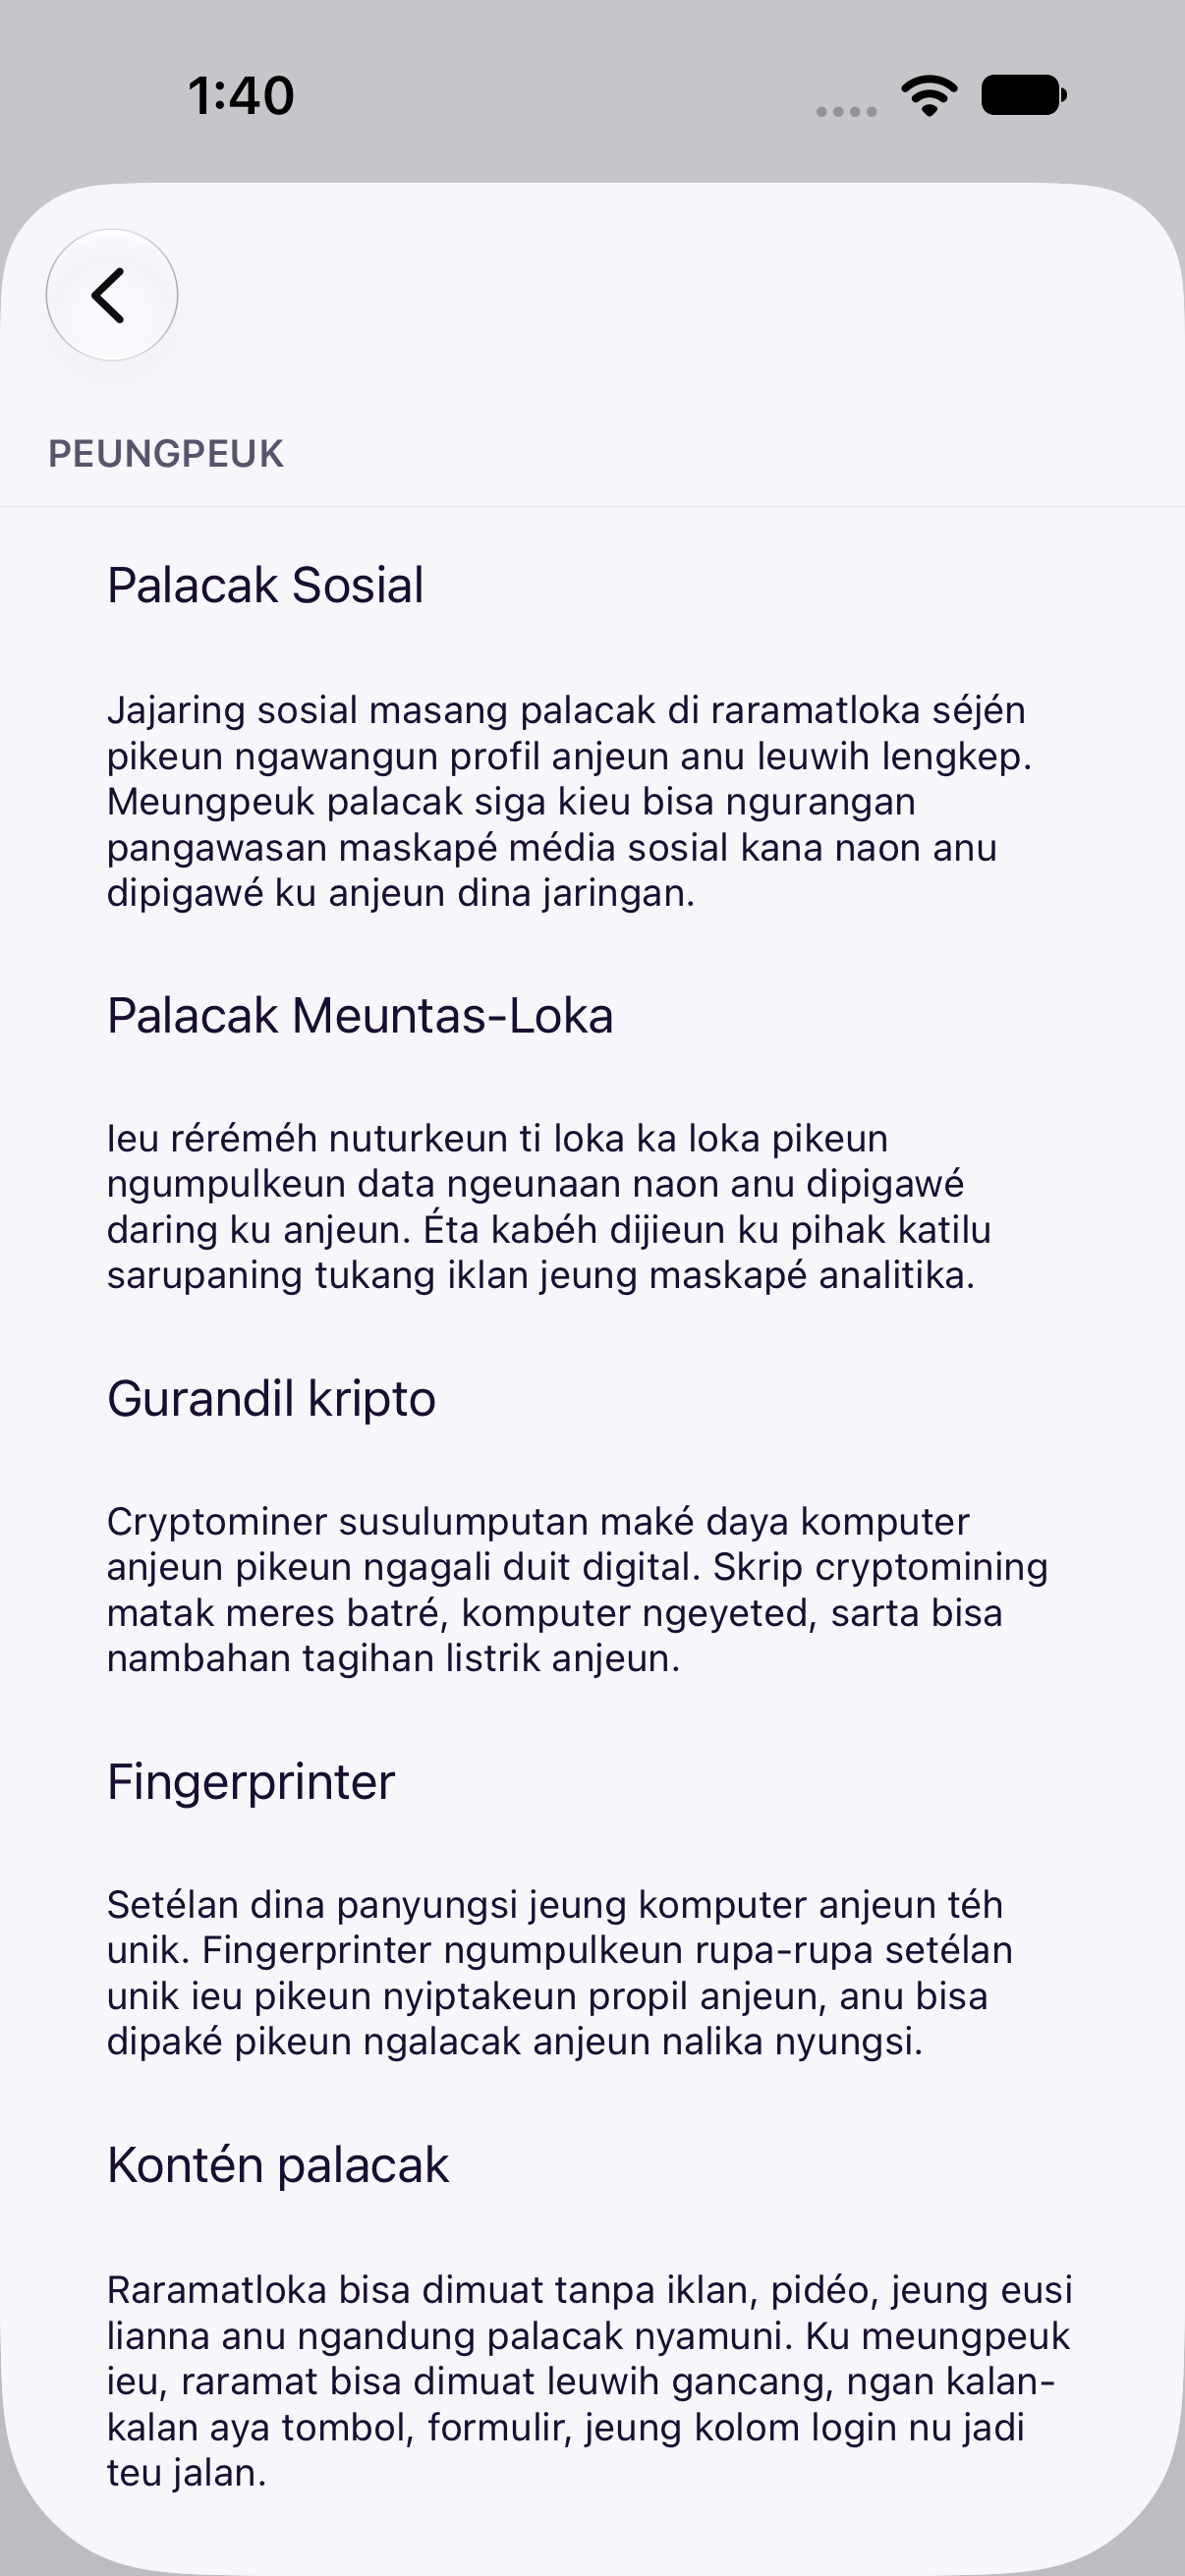 1:40
PEUNGPEUK
Palacak Sosial
Jajaring sosial masang palacak di raramatloka séjén
pikeun ngawangun profil anjeun anu leuwih lengkep.
Meungpeuk palacak siga kieu bisa ngurangan
pangawasan maskapé média sosial kana naon anu
dipigawé ku anjeun dina jaringan.
Palacak Meuntas-Loka
Ieu réréméh nuturkeun ti loka ka loka pikeun
ngumpulkeun data ngeunaan naon anu dipigawé
daring ku anjeun. Éta kabéh dijieun ku pihak katilu
sarupaning tukang iklan jeung maskapé analitika.
Gurandil kripto
Cryptominer susulumputan maké daya komputer
anjeun pikeun ngagali duit digital. Skrip cryptomining
matak meres batré, komputer ngeyeted, sarta bisa
nambahan tagihan listrik anjeun.
Fingerprinter
Setélan dina panyungsi jeung komputer anjeun téh
unik. Fingerprinter ngumpulkeun rupa-rupa setélan
unik ieu pikeun nyiptakeun propil anjeun, anu bisa
dipaké pikeun ngalacak anjeun nalika nyungsi.
Kontén palacak
Raramatloka bisa dimuat tanpa iklan, pidéo, jeung eusi
lianna anu ngandung palacak nyamuni. Ku meungpeuk
ieu, raramat bisa dimuat leuwih gancang, ngan kalan-
kalan aya tombol, formulir, jeung kolom login nu jadi
teu jalan.